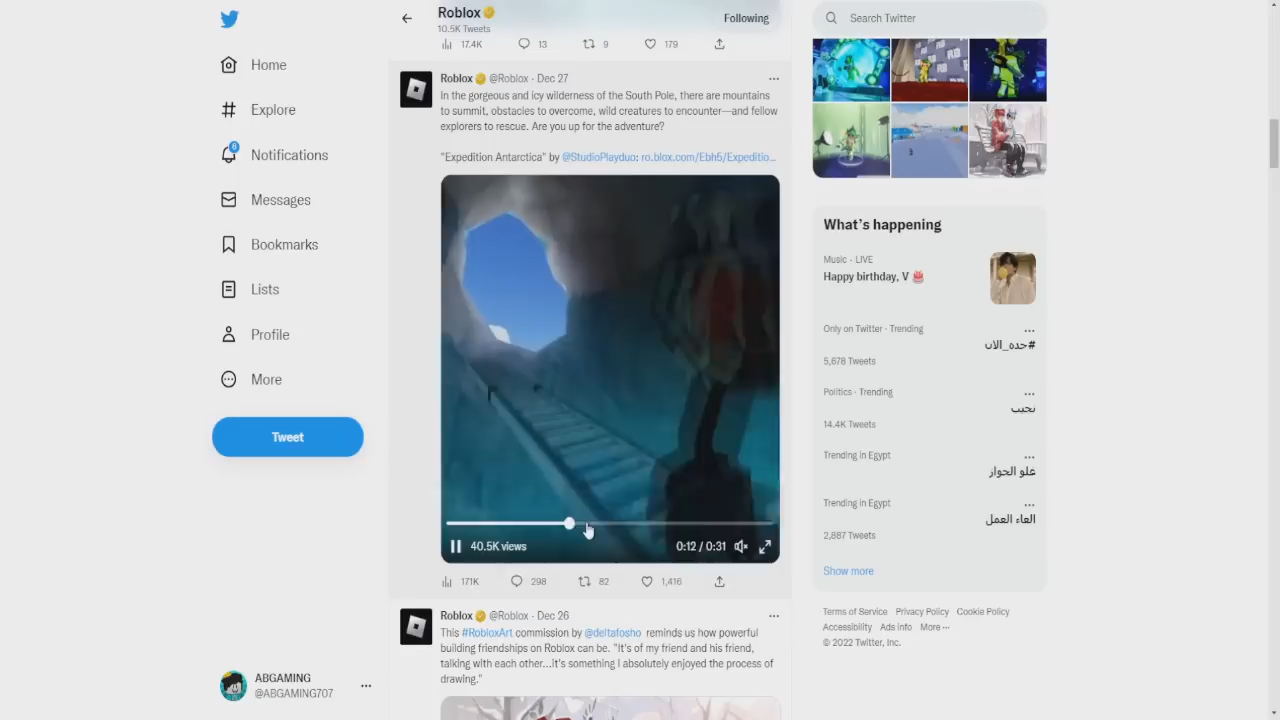 Home
Explore
6
Notifications
Messages
Bookmarks
Lists
Profile
More
Tweet
ABGAMING
@ABGAMING707
Roblox
10.5K Tweets
Following
17.4K
13
9
179
Roblox @Roblox · Dec 27
In the gorgeous and icy wilderness of the South Pole, there are mountains
to summit, obstacles to overcome, wild creatures to encounter—and fellow
explorers to rescue. Are you up for the adventure?
"Expedition Antarctica" by @StudioPlayduo: ro.blox.com/Ebh5/Expeditio...
40.5K views
0:12 / 0:31
171K
298
82
1,416
Roblox @Roblox · Dec 26
This #RobloxArt commission by @deltafosho reminds us how powerful
building friendships on Roblox can be. "It's of my friend and his friend,
talking with each other...it's something I absolutely enjoyed the process of
drawing."
Search Twitter
What's happening
Music · LIVE
Happy birthday, V
Only on Twitter · Trending
#جده_الان
5,678 Tweets
Politics · Trending
نجيب
14.4K Tweets
Trending in Egypt
Trending in Egypt
2,887 Tweets
Show more
Terms of Service Privacy Policy Cookie Policy
Accessibility Ads info More ···
© 2022 Twitter, Inc.